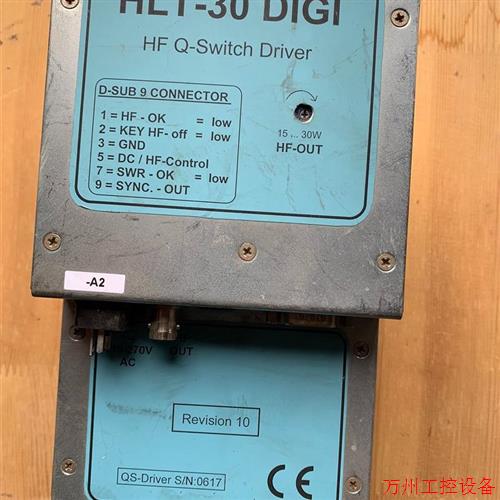 HLT-30 DIGI
HF Q-Switch Driver
D-SUB 9 CONNECTOR
1 = HF - OK = low
2 = KEY HF- off = low
3 = GND
5 = DC / HF-Control
7 = SWR - OK = low
9 = SYNC. - OUT
15 ... 30W
HF-OUT
-A2
270V
AC
OUT
Revision 10
QS-Driver S/N:0617
CE
万州工控设备